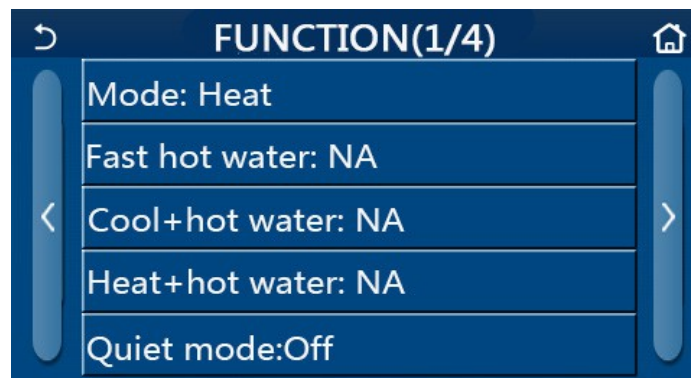 FUNCTION(1/4)
Mode: Heat
Fast hot water: NA
Cool+hot water: NA
Heat+hot water: NA
Quiet mode:Off